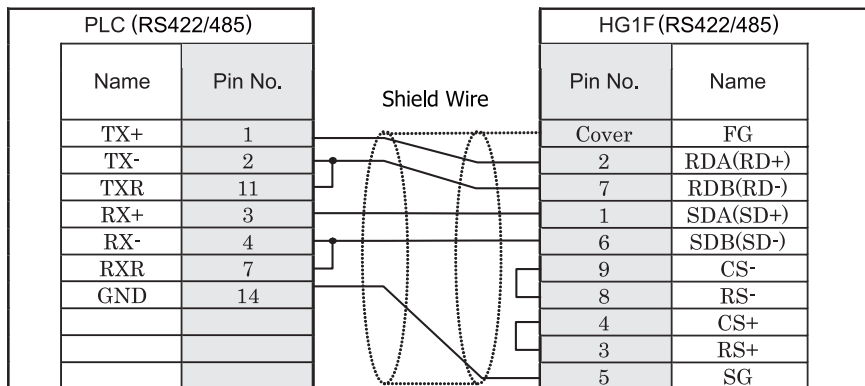 PLC (RS422/485) HG1F(RS422/485)
Name Pin No. Shield Wire Pin No. Name
TX+ 1 Cover FG
TX- 2 2 RDA(RD+)
TXR 11 7 RDB(RD-)
RX+ 3 1 SDA(SD+)
RX- 4 6 SDB(SD-)
RXR 7 9 CS-
GND 14 8 RS-
4 CS+
3 RS+
5 SG